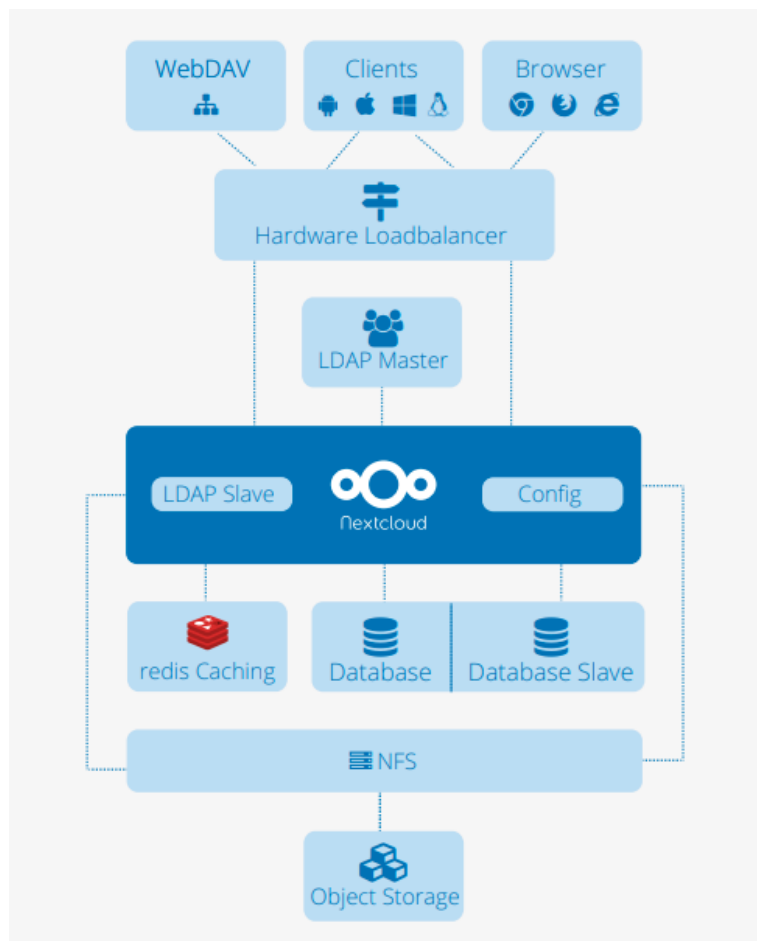 WebDAV
Clients
Browser
Hardware Loadbalancer
LDAP Master
LDAP Slave
Nextcloud
Config
redis Caching
Database
Database Slave
NFS
Object Storage